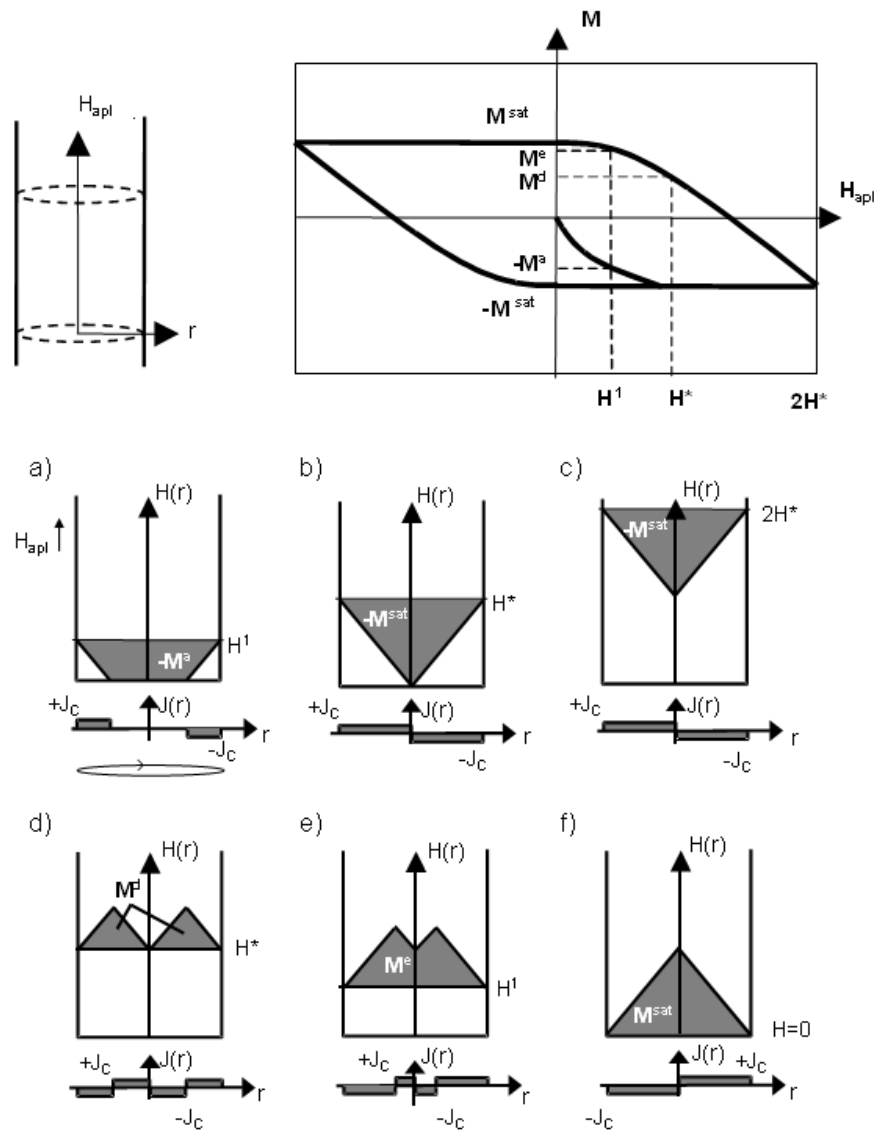 M
H_apl
M^sat
M^e
M^d
H_apl
r
-M^a
-M^sat
H^1 H* 2H*
a) b) c)
H(r) H(r) H(r)
H_apl
2H*
-M^sat
H*
-M^sat
H^1
-M^a
+J_c J(r) +J_c J(r) +J_c J(r)
r r r
-J_c -J_c -J_c
d) e) f)
H(r) H(r) H(r)
M^d
H*
M^e
H^1
M^sat
H=0
+J_c J(r) +J_c J(r) J(r) +J_c
r r r
-J_c -J_c -J_c